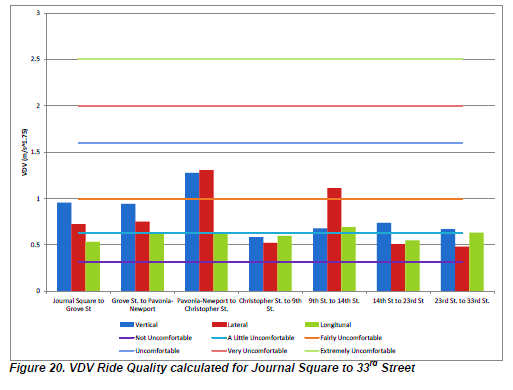 3
2.5
2
1.5
1
0.5
0
VDV (m/s^1.75)
Journal Square to Grove St
Grove St. to Pavonia-Newport
Pavonia-Newport to Christopher St.
Christopher St. to 9th St.
9th St. to 14th St.
14th St to 23rd St
23rd St. to 33rd St.
Vertical
Lateral
Longitunal
Not Uncomfortable
A Little Uncomfortable
Fairly Uncomfortable
Uncomfortable
Very Uncomfortable
Extremely Uncomfortable
Figure 20. VDV Ride Quality calculated for Journal Square to 33rd Street